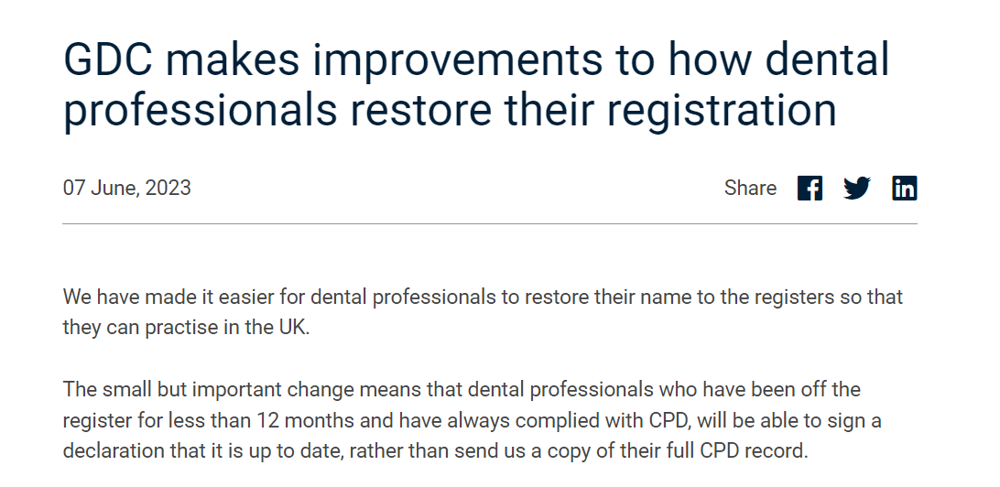 GDC makes improvements to how dental
professionals restore their registration
07 June, 2023
Share
We have made it easier for dental professionals to restore their name to the registers so that
they can practise in the UK.
The small but important change means that dental professionals who have been off the
register for less than 12 months and have always complied with CPD, will be able to sign a
declaration that it is up to date, rather than send us a copy of their full CPD record.